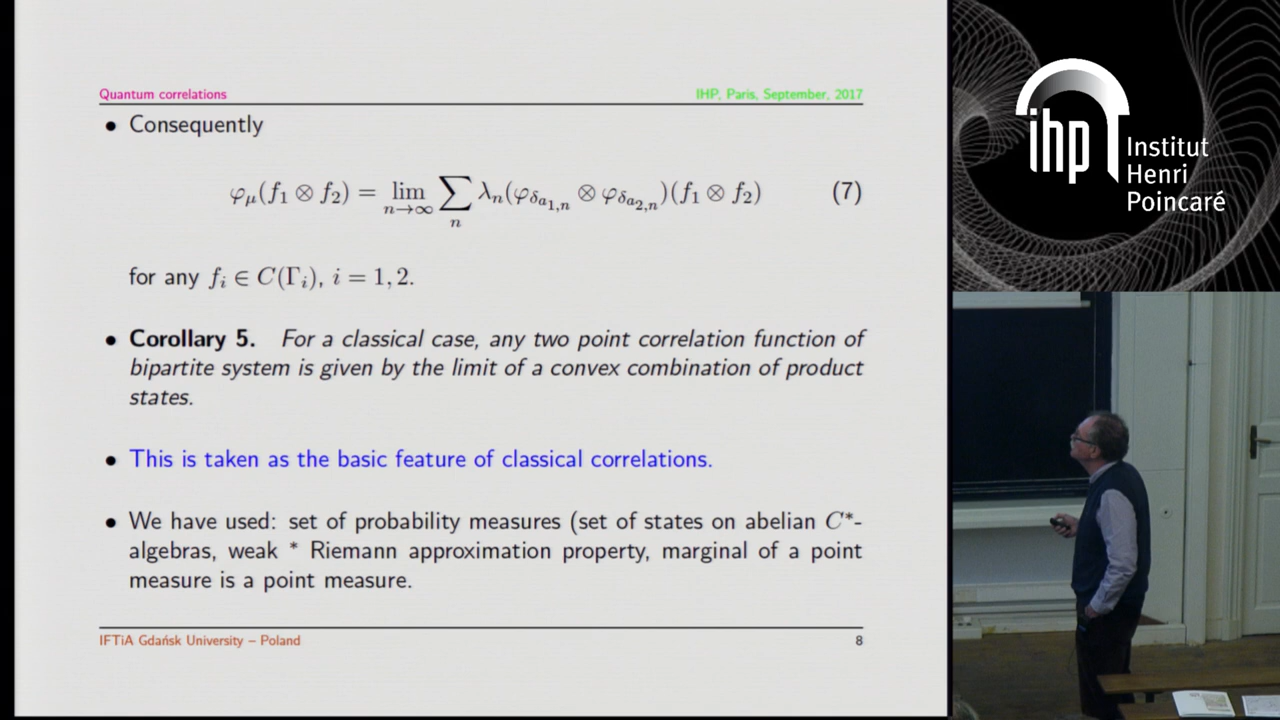 Quantum correlations IHP, Paris, September, 2017
• Consequently
φ_μ(f₁ ⊗ f₂) = lim_{n→∞} ∑_n λ_n(φ_{δ_{a_{1,n}}} ⊗ φ_{δ_{a_{2,n}}})(f₁ ⊗ f₂) (7)
for any f_i ∈ C(Γ_i), i = 1, 2.
• Corollary 5. For a classical case, any two point correlation function of
bipartite system is given by the limit of a convex combination of product
states.
• This is taken as the basic feature of classical correlations.
• We have used: set of probability measures (set of states on abelian C*-
algebras, weak * Riemann approximation property, marginal of a point
measure is a point measure.
IFTiA Gdańsk University – Poland 8
ihp
Institut
Henri
Poincaré